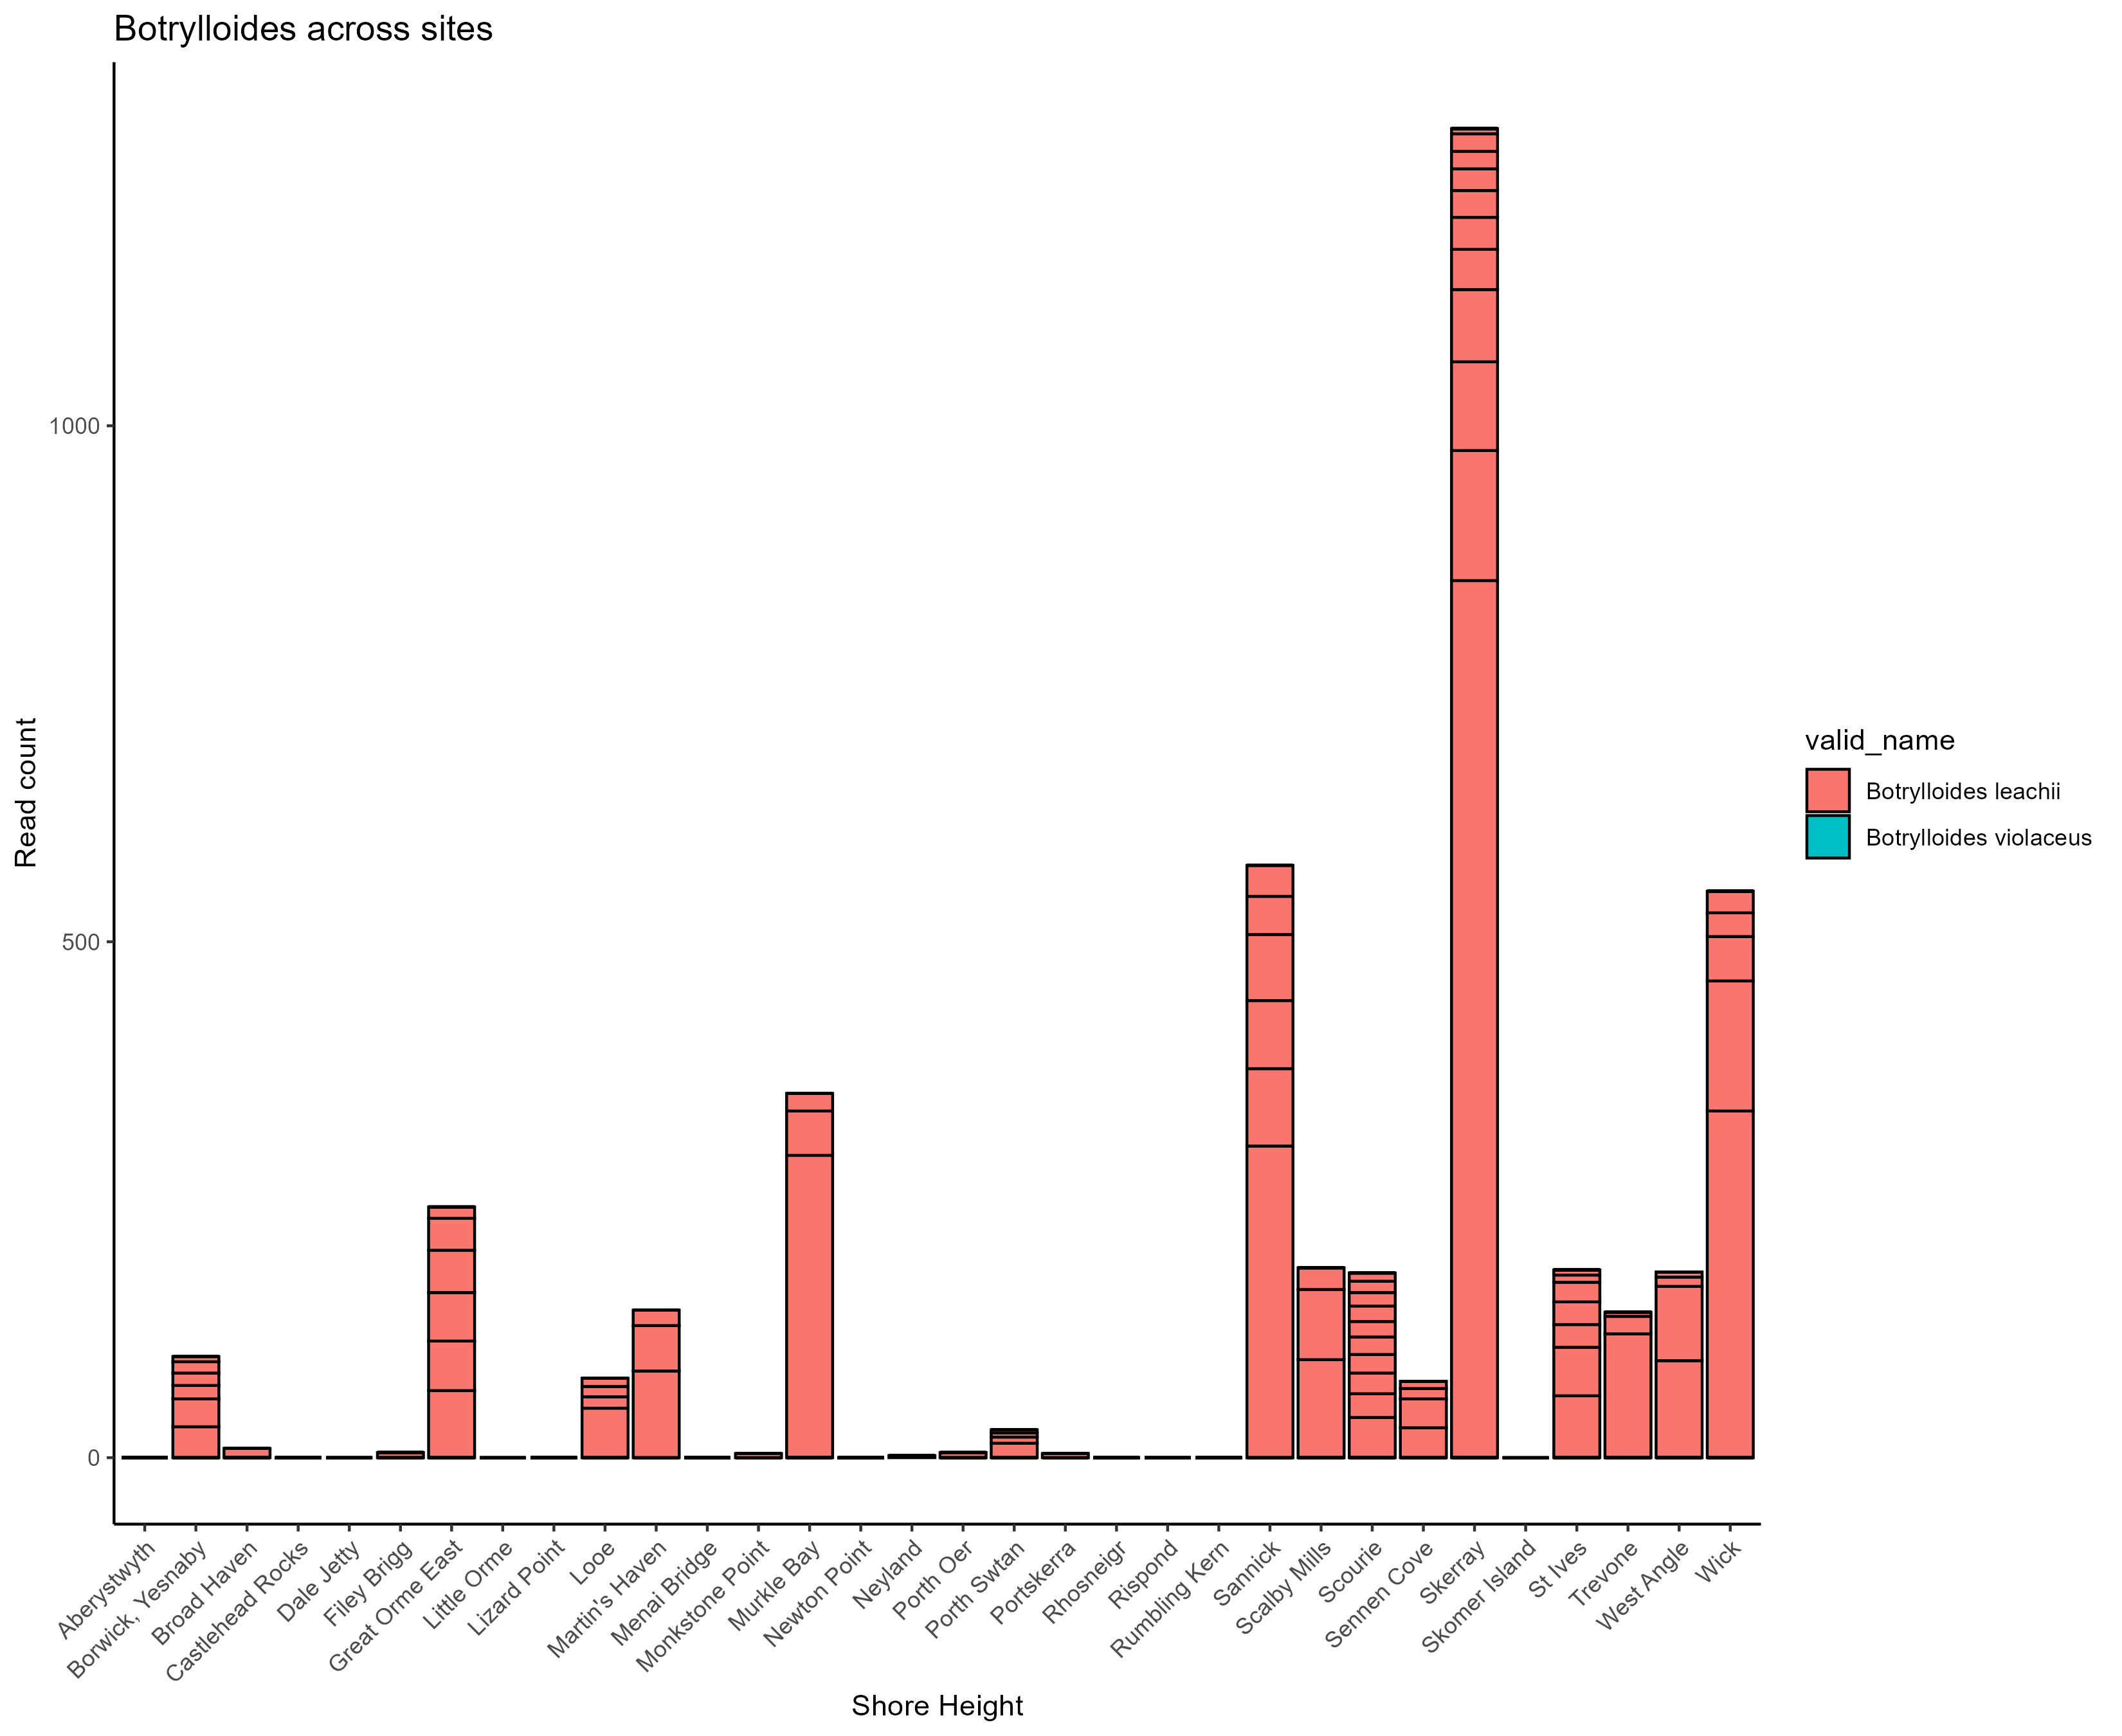 Botrylloides across sites
Read count
1000
500
0
Aberystwyth
Borwick, Yesnaby
Broad Haven
Castlehead Rocks
Dale Jetty
Filey Brigg
Great Orme East
Little Orme
Lizard Point
Looe
Martin's Haven
Menai Bridge
Monkstone Point
Murkle Bay
Newton Point
Neyland
Porth Oer
Porth Swtan
Portskerra
Rhosneigr
Rispond
Rumbling Kern
Sannick
Scalby Mills
Scourie
Sennen Cove
Skerray
Skomer Island
St Ives
Trevone
West Angle
Wick
Shore Height
valid_name
Botrylloides leachii
Botrylloides violaceus